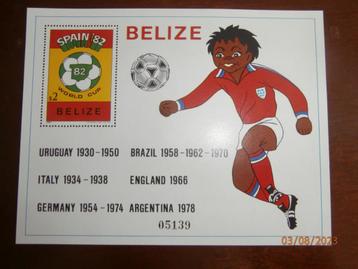 BELIZE
SPAIN '82
82
WORLD CUP
$2
BELIZE
URUGUAY 1930-1950
BRAZIL 1958-1962-1970
ITALY 1934-1938
ENGLAND 1966
GERMANY 1954-1974
ARGENTINA 1978
05139
03/08/2023